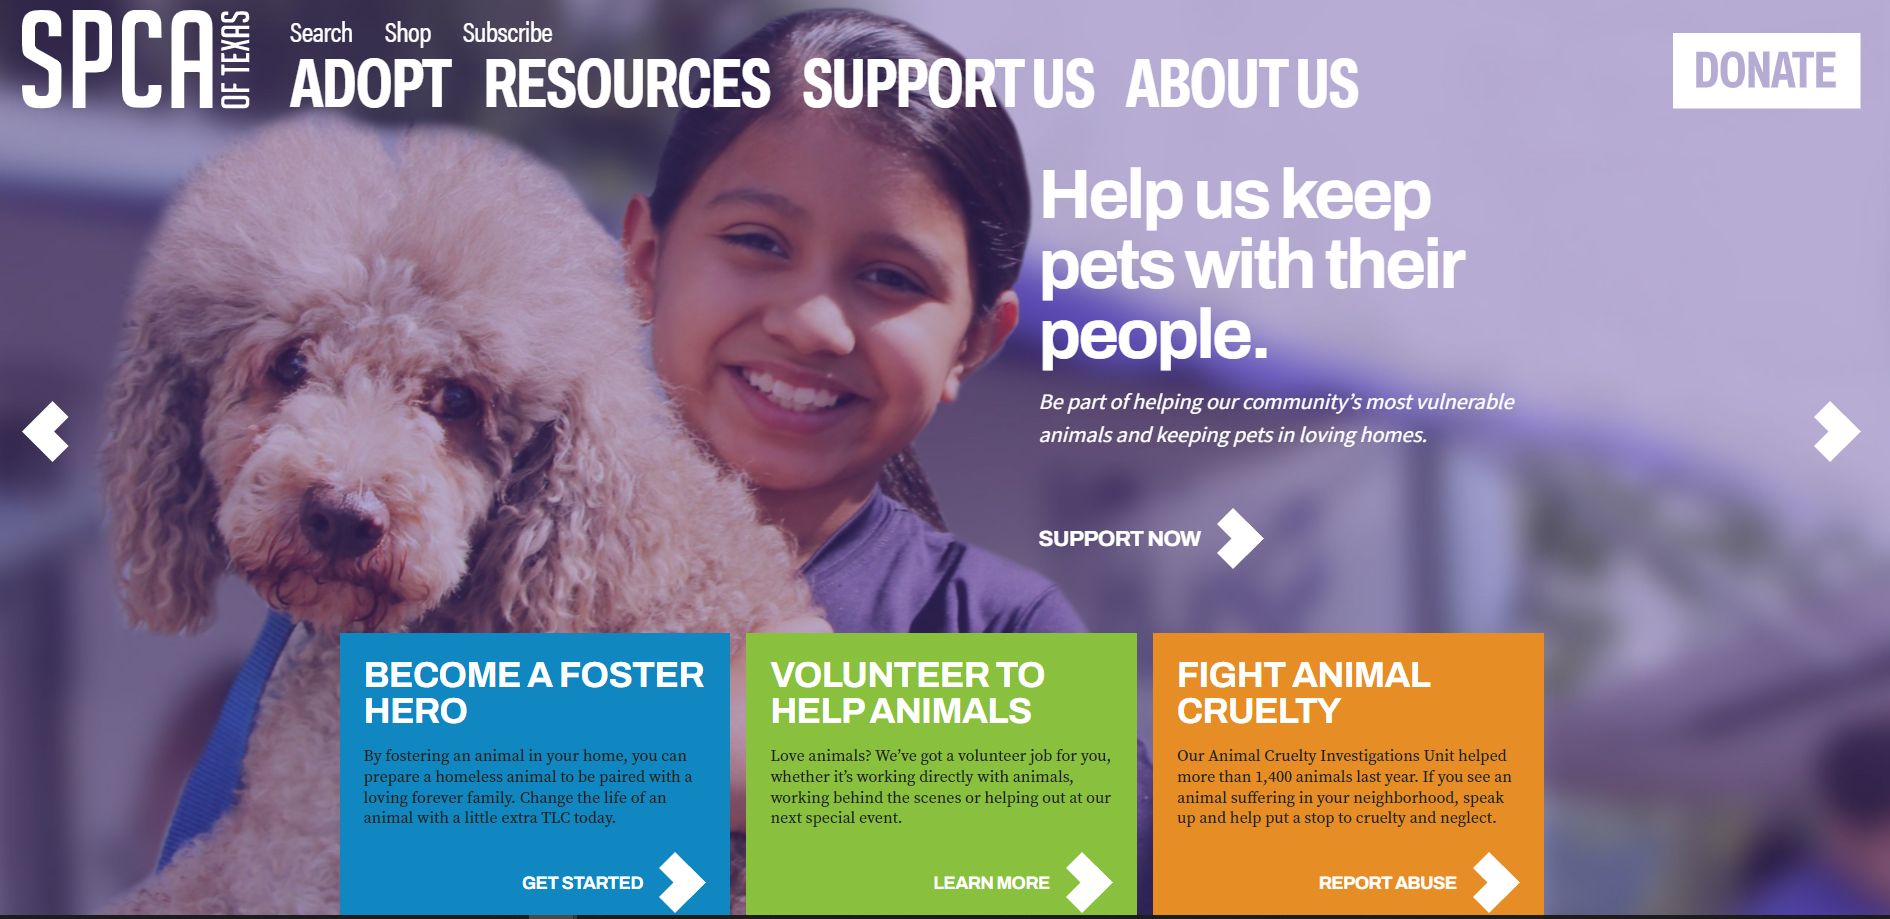 SPCA OF TEXAS
Search Shop Subscribe
ADOPT RESOURCES SUPPORT US ABOUT US
DONATE
Help us keep
pets with their
people.
Be part of helping our community's most vulnerable
animals and keeping pets in loving homes.
SUPPORT NOW
BECOME A FOSTER
HERO
By fostering an animal in your home, you can
prepare a homeless animal to be paired with a
loving forever family. Change the life of an
animal with a little extra TLC today.
GET STARTED
VOLUNTEER TO
HELP ANIMALS
Love animals? We've got a volunteer job for you,
whether it's working directly with animals,
working behind the scenes or helping out at our
next special event.
LEARN MORE
FIGHT ANIMAL
CRUELTY
Our Animal Cruelty Investigations Unit helped
more than 1,400 animals last year. If you see an
animal suffering in your neighborhood, speak
up and help put a stop to cruelty and neglect.
REPORT ABUSE